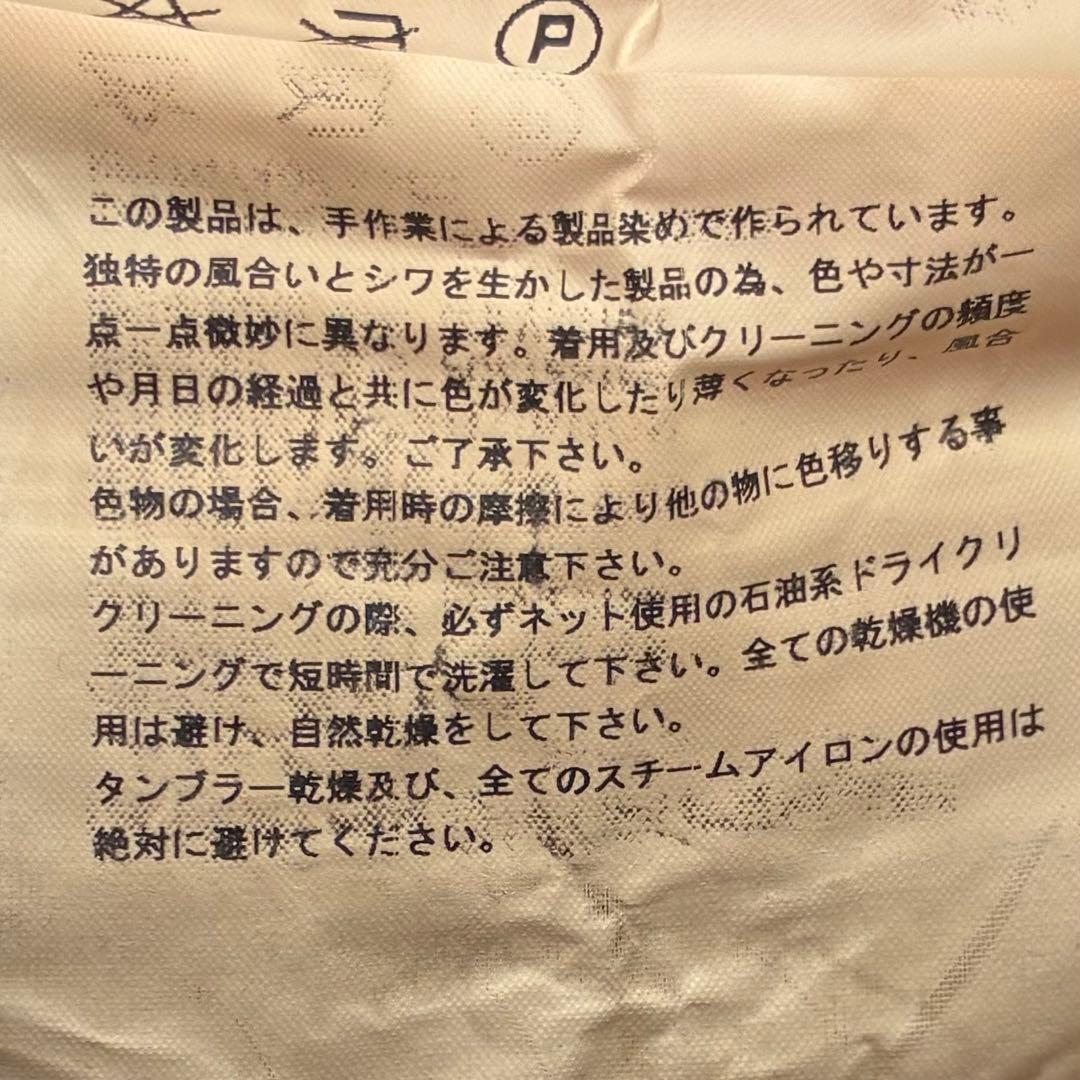 P
この製品は、手作業による製品染めで作られています。
独特の風合いとシワを生かした製品の為、色や寸法が一
点一点微妙に異なります。着用及びクリーニングの頻度
や月日の経過と共に色が変化したり薄くなったり、風合
いが変化します。ご了承下さい。
色物の場合、着用時の摩擦により他の物に色移りする事
がありますので充分ご注意下さい。
クリーニングの際、必ずネット使用の石油系ドライクリ
ーニングで短時間で洗濯して下さい。全ての乾燥機の使
用は避け、自然乾燥をして下さい。
タンブラー乾燥及び、全てのスチームアイロンの使用は
絶対に避けてください。